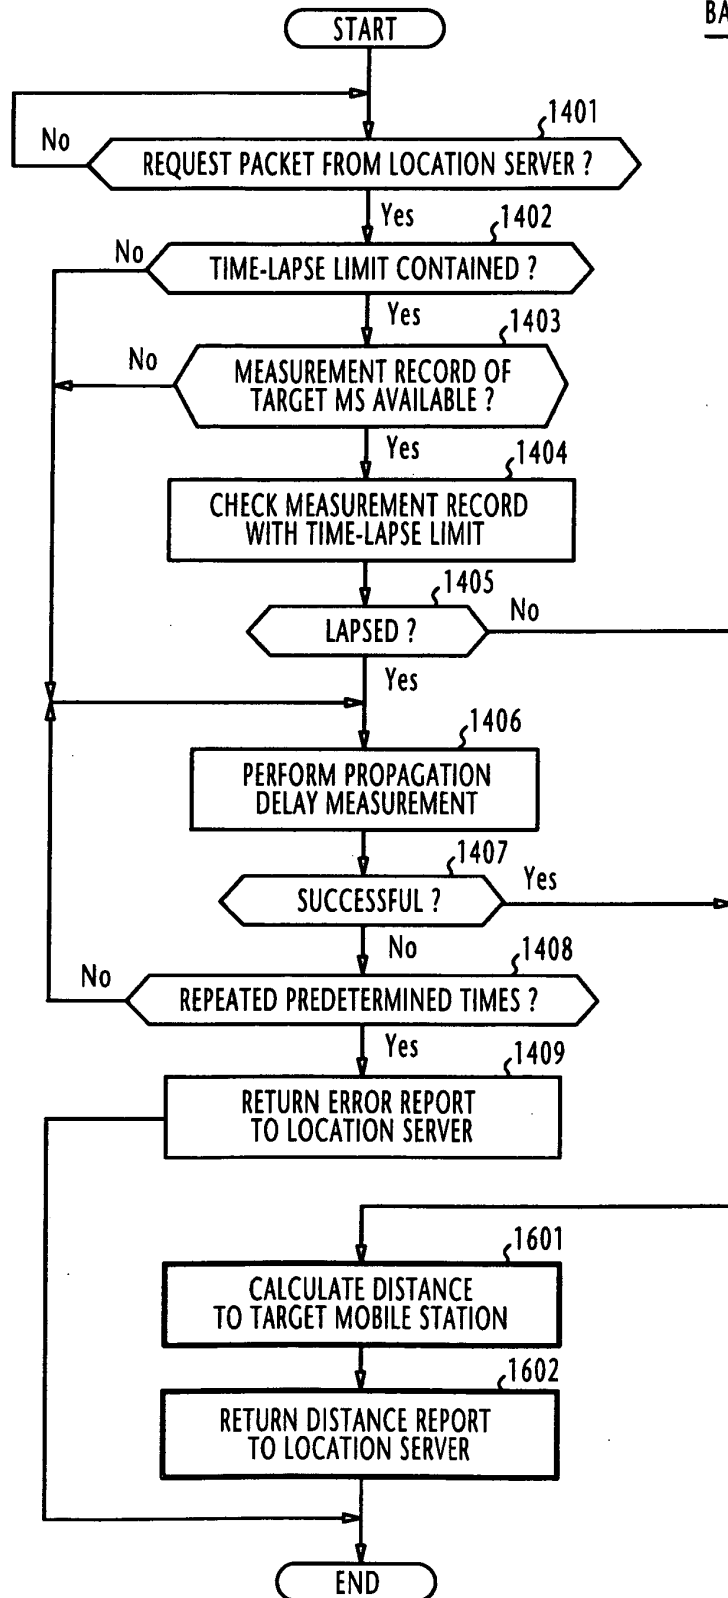 BA
START
1401
No
REQUEST PACKET FROM LOCATION SERVER ?
Yes
1402
No
TIME-LAPSE LIMIT CONTAINED ?
Yes
1403
No
MEASUREMENT RECORD OF
TARGET MS AVAILABLE ?
Yes
1404
CHECK MEASUREMENT RECORD
WITH TIME-LAPSE LIMIT
1405
LAPSED ?
No
Yes
1406
PERFORM PROPAGATION
DELAY MEASUREMENT
1407
SUCCESSFUL ?
Yes
No
1408
No
REPEATED PREDETERMINED TIMES ?
Yes
1409
RETURN ERROR REPORT
TO LOCATION SERVER
1601
CALCULATE DISTANCE
TO TARGET MOBILE STATION
1602
RETURN DISTANCE REPORT
TO LOCATION SERVER
END